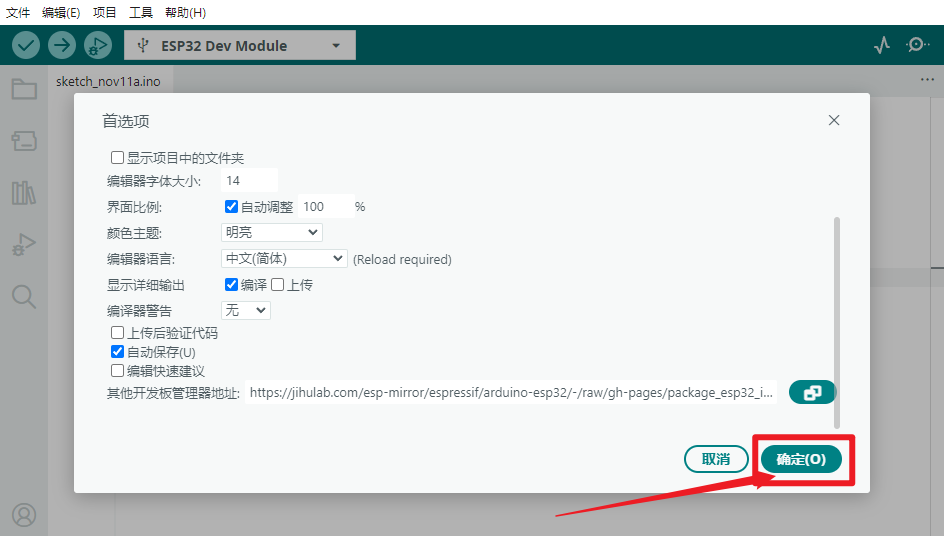 文件 编辑(E) 项目 工具 帮助(H)
ESP32 Dev Module
sketch_nov11a.ino
首选项
显示项目中的文件夹
编辑器字体大小: 14
界面比例: 自动调整 100 %
颜色主题: 明亮
编辑器语言: 中文(简体) (Reload required)
显示详细输出 编译 上传
编译器警告 无
上传后验证代码
自动保存(U)
编辑快速建议
其他开发板管理器地址: https://jihulab.com/esp-mirror/espressif/arduino-esp32/-/raw/gh-pages/package_esp32_i...
取消 确定(O)